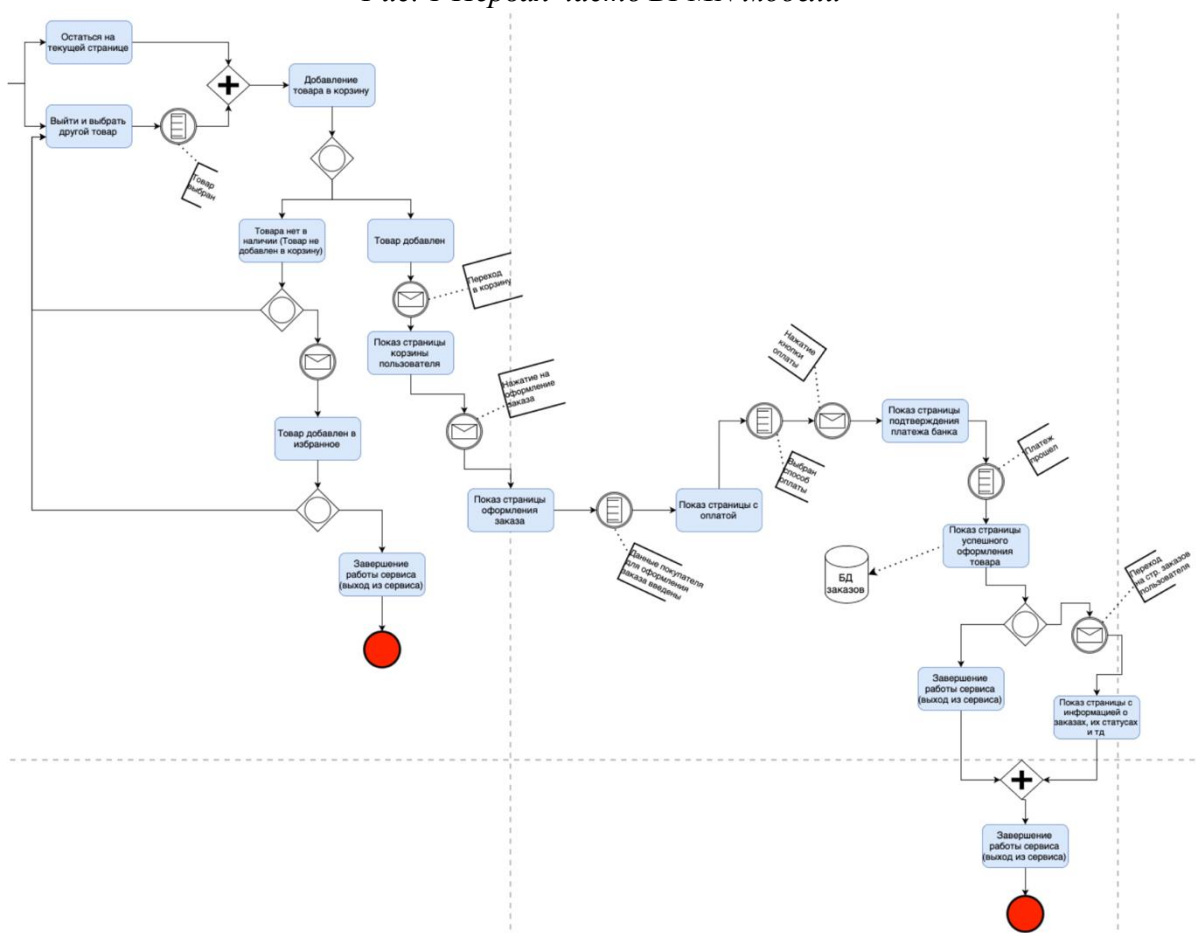 Остаться на
текущей странице
Добавление
товара в корзину
Выйти и выбрать
другой товар
Товар
выбран
Товара нет в
наличии (Товар не
добавлен в корзину)
Товар добавлен
Переход
в корзину
Показ страницы
корзины
пользователя
Нажатие на
оформление
заказа
Товар добавлен в
избранное
Завершение
работы сервиса
(выход из сервиса)
Показ страницы
оформления
заказа
Данные покупателя
для оформления
заказа введены
Показ страницы с
оплатой
Выбран
способ
оплаты
Нажатие
кнопки
оплаты
Показ страницы
подтверждения
платежа банка
Платеж
прошел
Показ страницы
успешного
оформления
товара
БД
заказов
Переход
на стр. заказов
пользователя
Завершение
работы сервиса
(выход из сервиса)
Показ страницы с
информацией о
заказах, их статусах
и тд
Завершение
работы сервиса
(выход из сервиса)